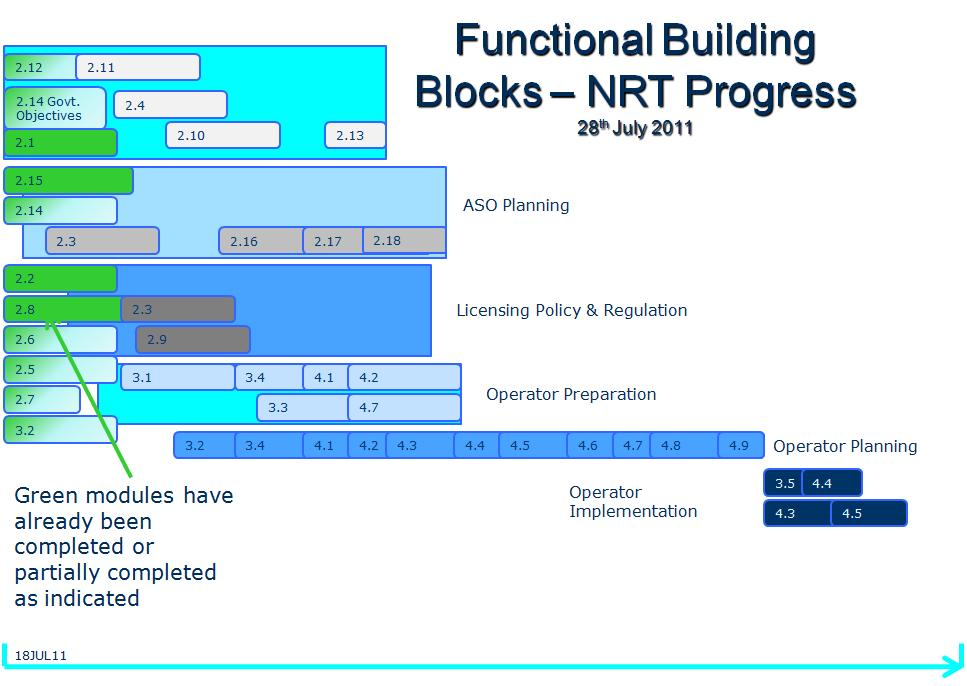 Functional Building
Blocks – NRT Progress
28th July 2011
2.12 2.11
2.14 Govt.
Objectives
2.4
2.10 2.13
2.1
2.15
2.14
ASO Planning
2.3 2.16 2.17 2.18
2.2
2.8 2.3
Licensing Policy & Regulation
2.6 2.9
2.5
3.1 3.4 4.1 4.2
Operator Preparation
2.7
3.3 4.7
3.2
3.2 3.4 4.1 4.2 4.3 4.4 4.5 4.6 4.7 4.8 4.9
Operator Planning
3.5 4.4
Operator
Implementation
4.3 4.5
Green modules have
already been
completed or
partially completed
as indicated
18JUL11